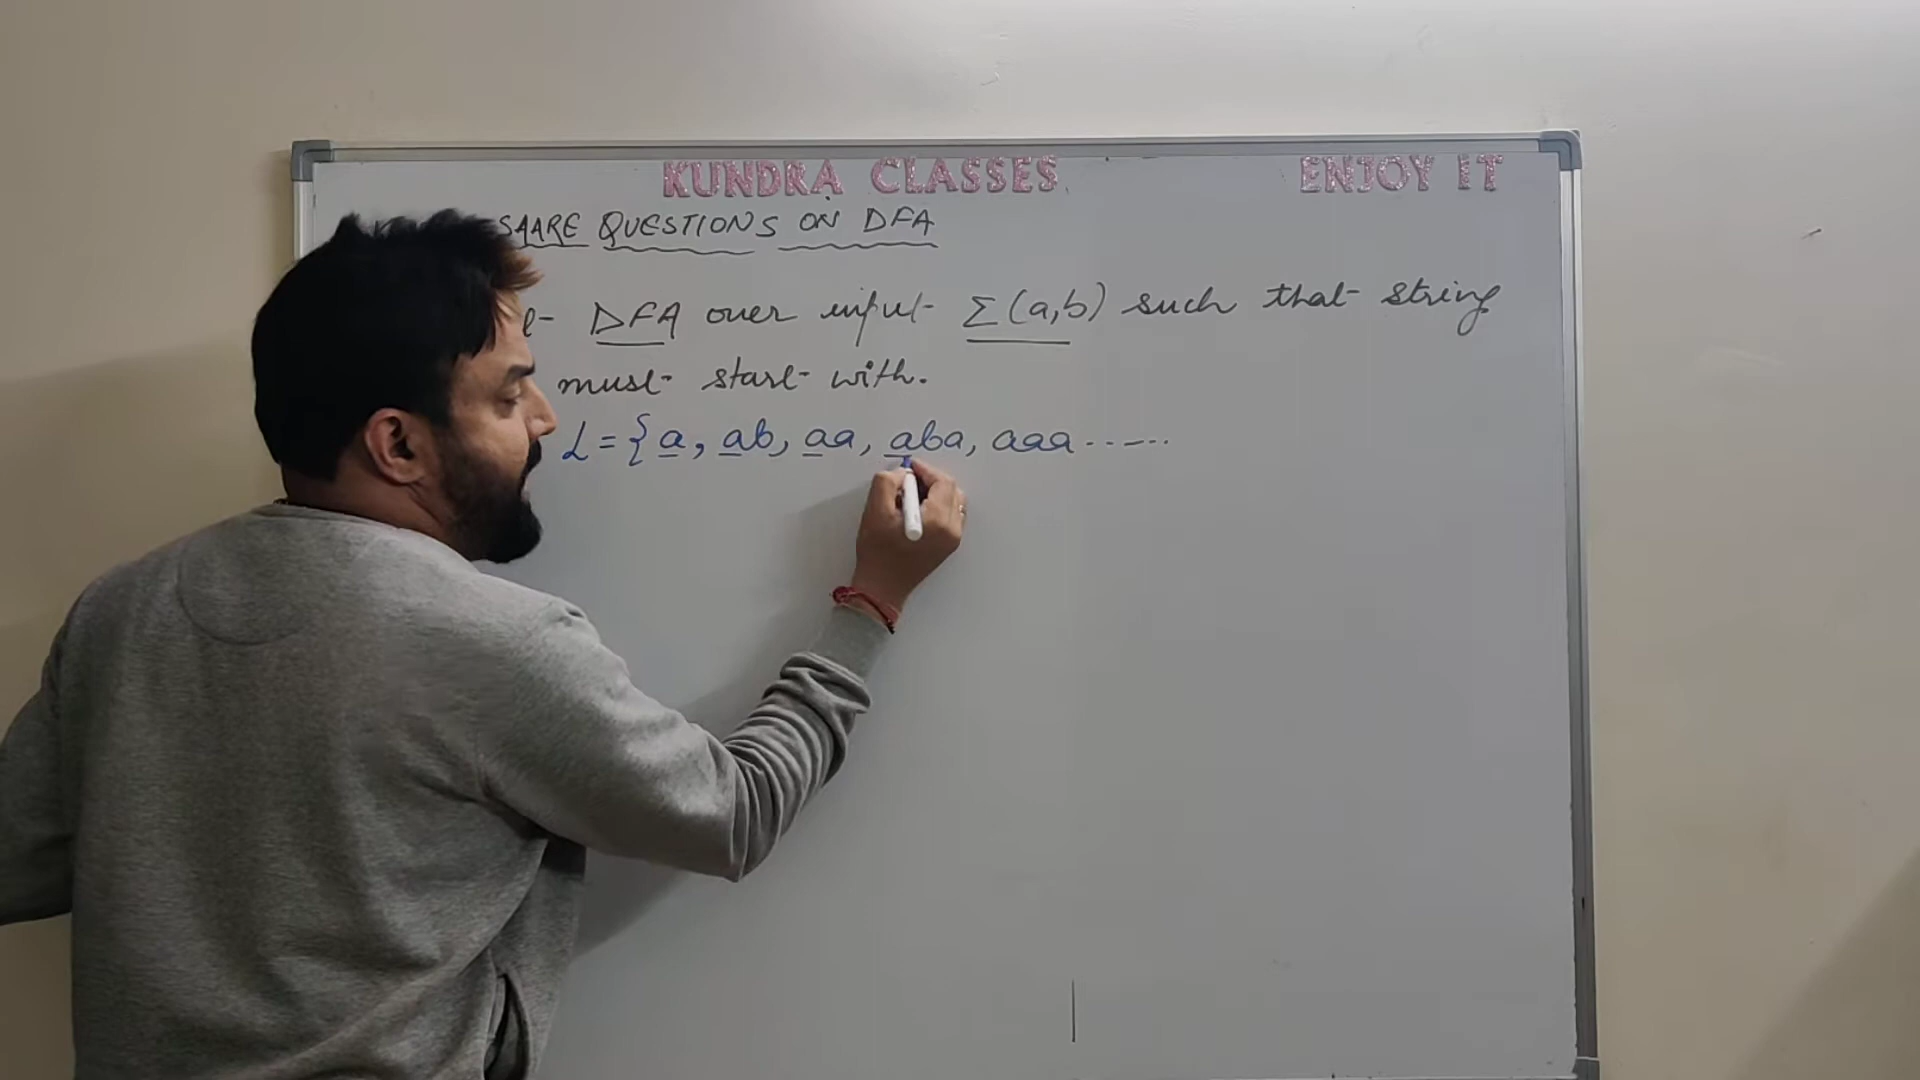 KUNDRA CLASSES ENJOY IT
SAARE QUESTIONS ON DFA
DFA over input Σ(a,b) such that string
must start with.
L={a, ab, aa, aba, aaa ------